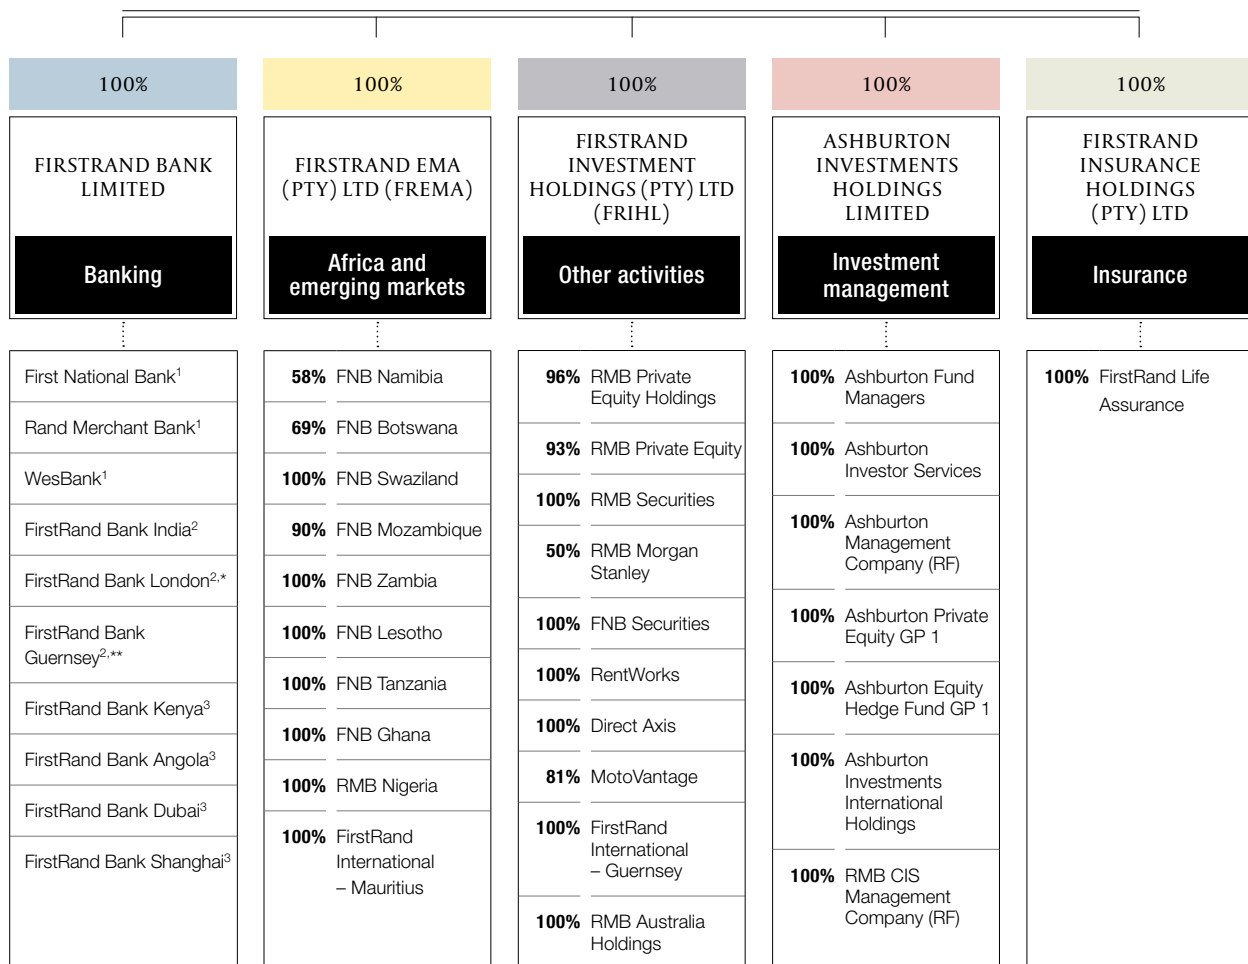 100%
FIRSTRAND BANK
LIMITED
Banking
First National Bank¹
Rand Merchant Bank¹
WesBank¹
FirstRand Bank India²
FirstRand Bank London²,*
FirstRand Bank
Guernsey²,**
FirstRand Bank Kenya³
FirstRand Bank Angola³
FirstRand Bank Dubai³
FirstRand Bank Shanghai³
100%
FIRSTRAND EMA
(PTY) LTD (FREMA)
Africa and
emerging markets
58% FNB Namibia
69% FNB Botswana
100% FNB Swaziland
90% FNB Mozambique
100% FNB Zambia
100% FNB Lesotho
100% FNB Tanzania
100% FNB Ghana
100% RMB Nigeria
100% FirstRand
International
– Mauritius
100%
FIRSTRAND
INVESTMENT
HOLDINGS (PTY) LTD
(FRIHL)
Other activities
96% RMB Private
Equity Holdings
93% RMB Private Equity
100% RMB Securities
50% RMB Morgan
Stanley
100% FNB Securities
100% RentWorks
100% Direct Axis
81% MotoVantage
100% FirstRand
International
– Guernsey
100% RMB Australia
Holdings
100%
ASHBURTON
INVESTMENTS
HOLDINGS
LIMITED
Investment
management
100% Ashburton Fund
Managers
100% Ashburton
Investor Services
100% Ashburton
Management
Company (RF)
100% Ashburton Private
Equity GP 1
100% Ashburton Equity
Hedge Fund GP 1
100% Ashburton
Investments
International
Holdings
100% RMB CIS
Management
Company (RF)
100%
FIRSTRAND
INSURANCE
HOLDINGS
(PTY) LTD
Insurance
100% FirstRand Life
Assurance